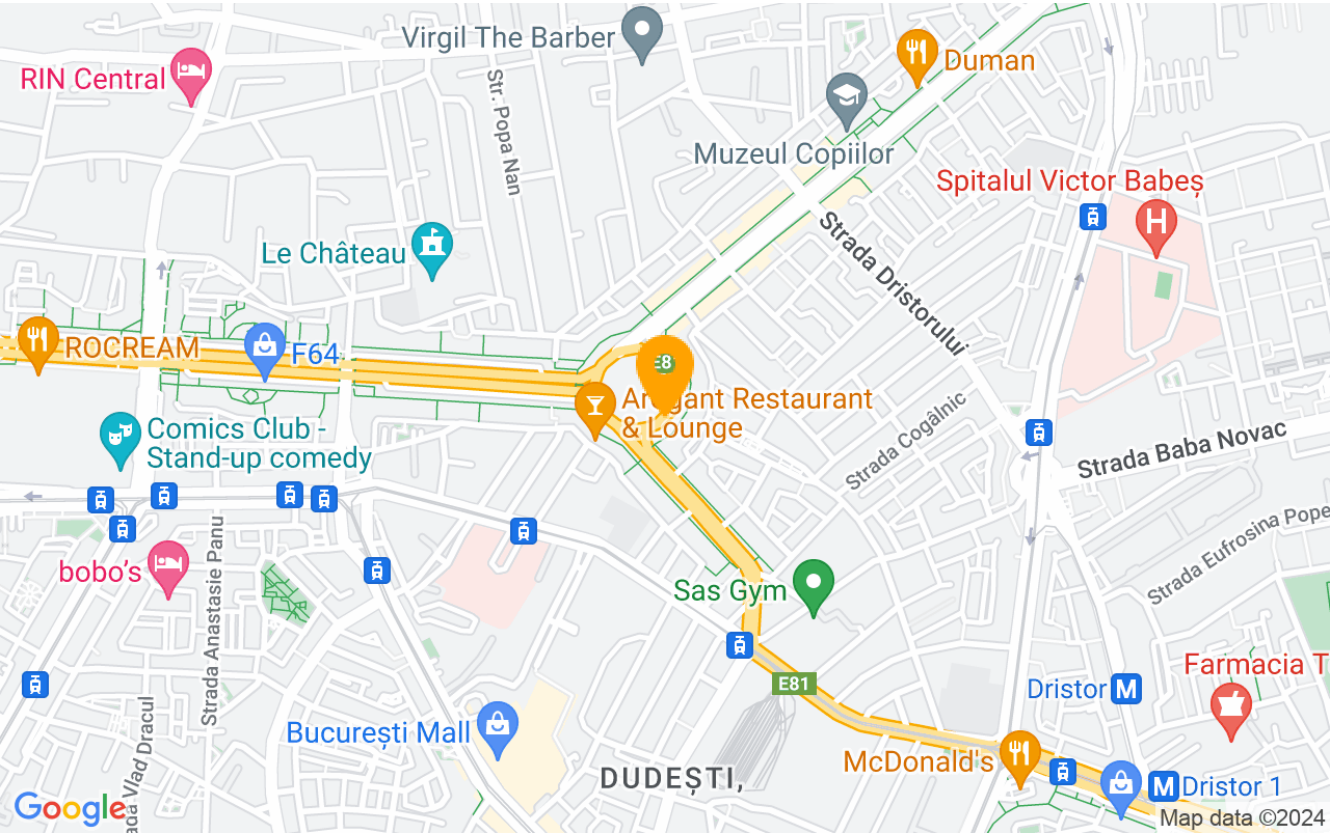 Virgil The Barber
Duman
RIN Central
Str. Popa Nan
Muzeul Copiilor
Spitalul Victor Babeș
H
Le Château
Strada Dristorului
ROCREAM
F64
E8
Restaurant
& Lounge
Strada Cogâlnic
Comics Club -
Stand-up comedy
Strada Baba Novac
Strada Eufrosina Pope
bobo's
Strada Anastasie Panu
Sas Gym
Farmacia T
E81
Dristor M
ada Vlad Dracul
București Mall
McDonald's
DUDEȘTI,
M Dristor 1
Google
Map data ©2024